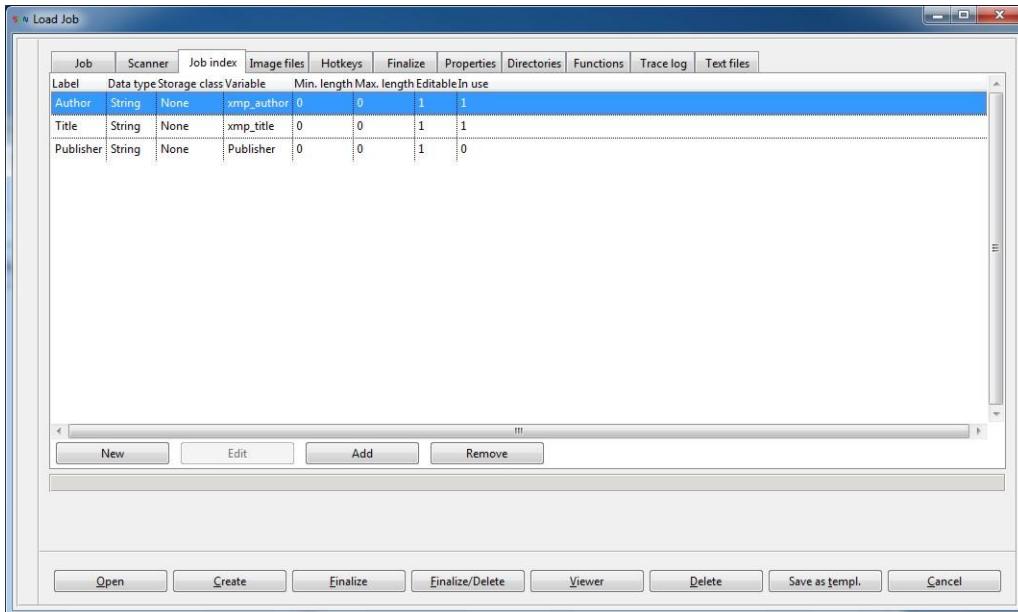 S N Load Job
Job Scanner Job index Image files Hotkeys Finalize Properties Directories Functions Trace log Text files
Label Data type Storage class Variable Min. length Max. length Editable In use
Author String None xmp_author 0 0 1 1
Title String None xmp_title 0 0 1 1
Publisher String None Publisher 0 0 1 0
New Edit Add Remove
Open Create Finalize Finalize/Delete Viewer Delete Save as templ. Cancel